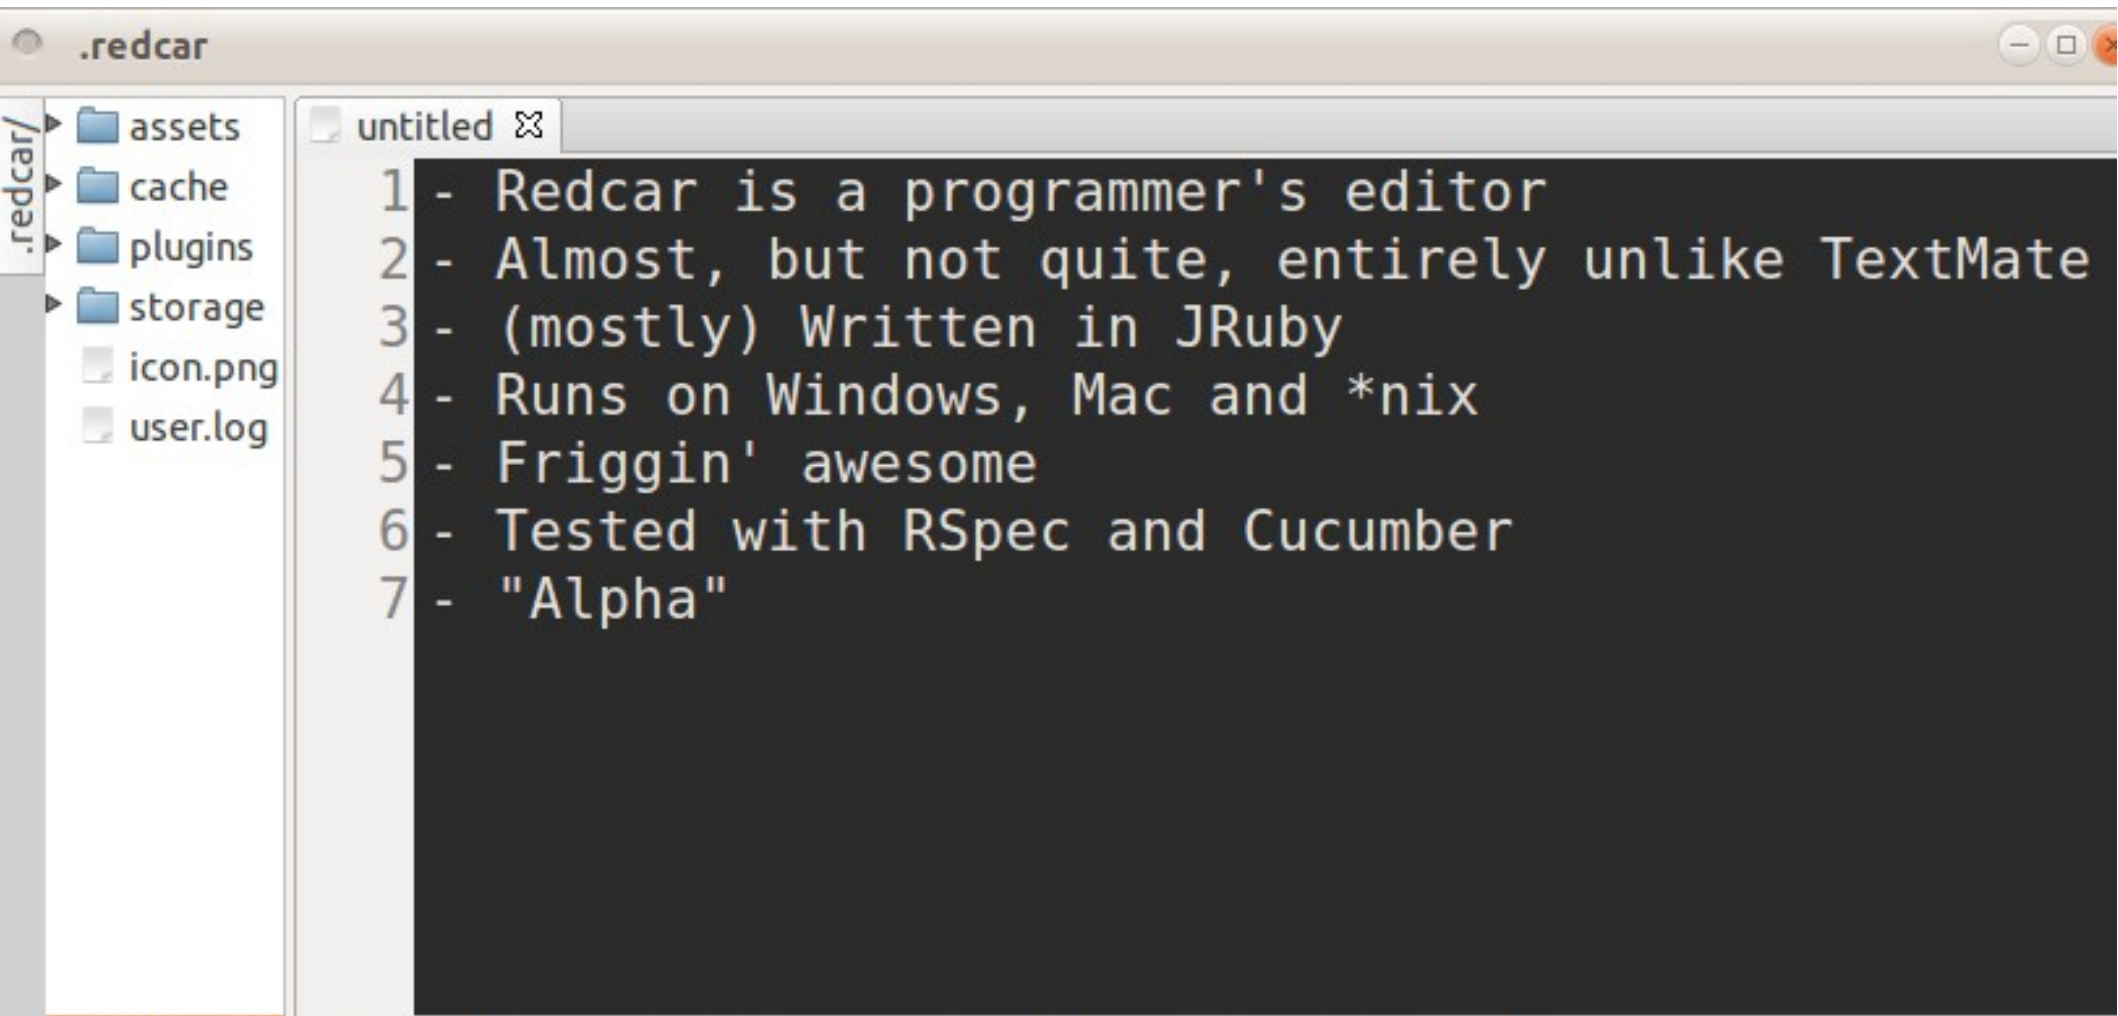 .redcar
.redcar/
assets
cache
plugins
storage
icon.png
user.log
untitled
1 - Redcar is a programmer's editor
2 - Almost, but not quite, entirely unlike TextMate
3 - (mostly) Written in JRuby
4 - Runs on Windows, Mac and *nix
5 - Friggin' awesome
6 - Tested with RSpec and Cucumber
7 - "Alpha"